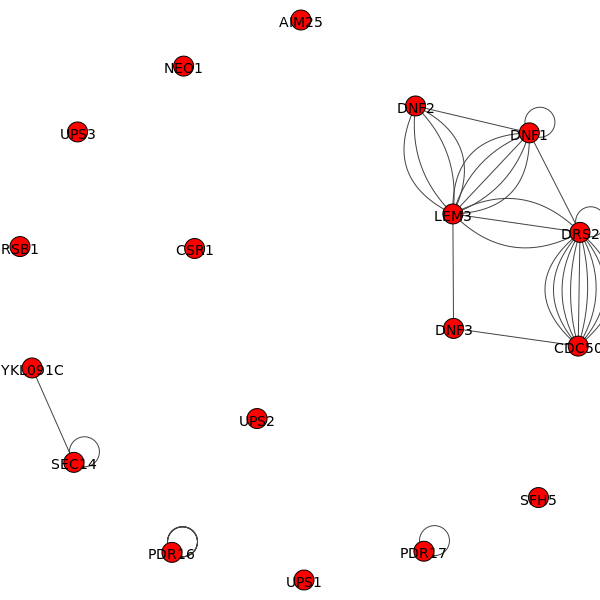 AIM25
NEO1
DNF2
UPS3
DNF1
LEM3
DRS2
RSB1
CSR1
DNF3
CDC50
YKL091C
UPS2
SEC14
SFH5
PDR16
PDR17
UPS1